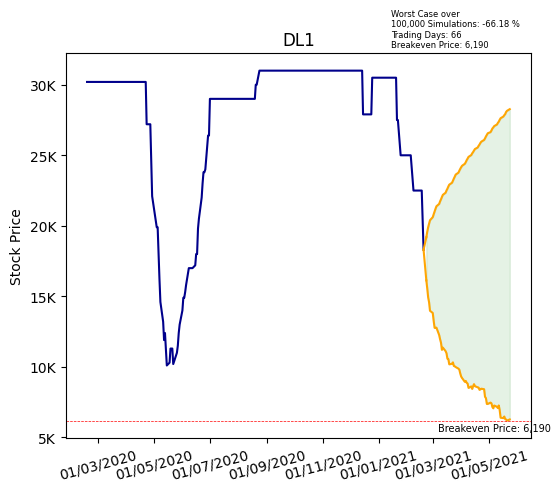 Worst Case over
100,000 Simulations: -66.18 %
Trading Days: 66
Breakeven Price: 6,190
DL1
Stock Price
30K
25K
20K
15K
10K
5K
Breakeven Price: 6,190
01/03/2020 01/05/2020 01/07/2020 01/09/2020 01/11/2020 01/01/2021 01/03/2021 01/05/2021